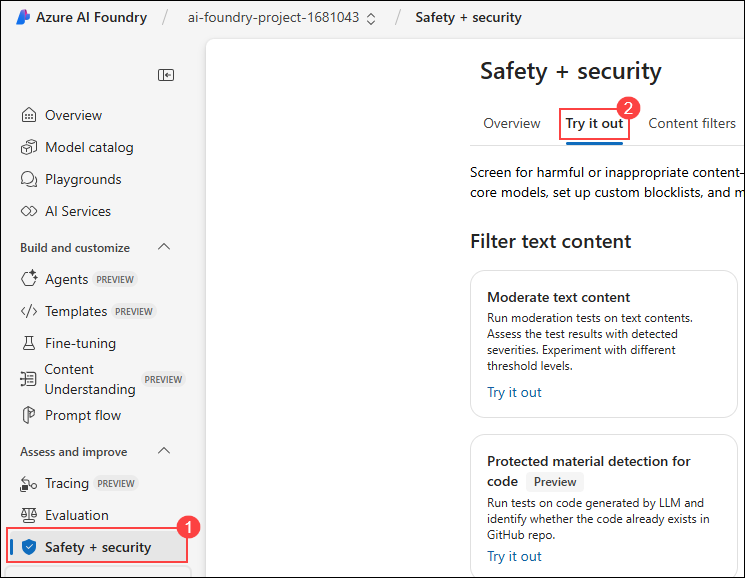 Azure AI Foundry / ai-foundry-project-1681043 / Safety + security
Overview
Model catalog
Playgrounds
AI Services
Build and customize
Agents PREVIEW
Templates PREVIEW
Fine-tuning
Content
Understanding PREVIEW
Prompt flow
Assess and improve
Tracing PREVIEW
Evaluation
1
Safety + security
Safety + security
2
Overview Try it out Content filters
Screen for harmful or inappropriate content-
core models, set up custom blocklists, and m
Filter text content
Moderate text content
Run moderation tests on text contents.
Assess the test results with detected
severities. Experiment with different
threshold levels.
Try it out
Protected material detection for
code Preview
Run tests on code generated by LLM and
identify whether the code already exists in
GitHub repo.
Try it out